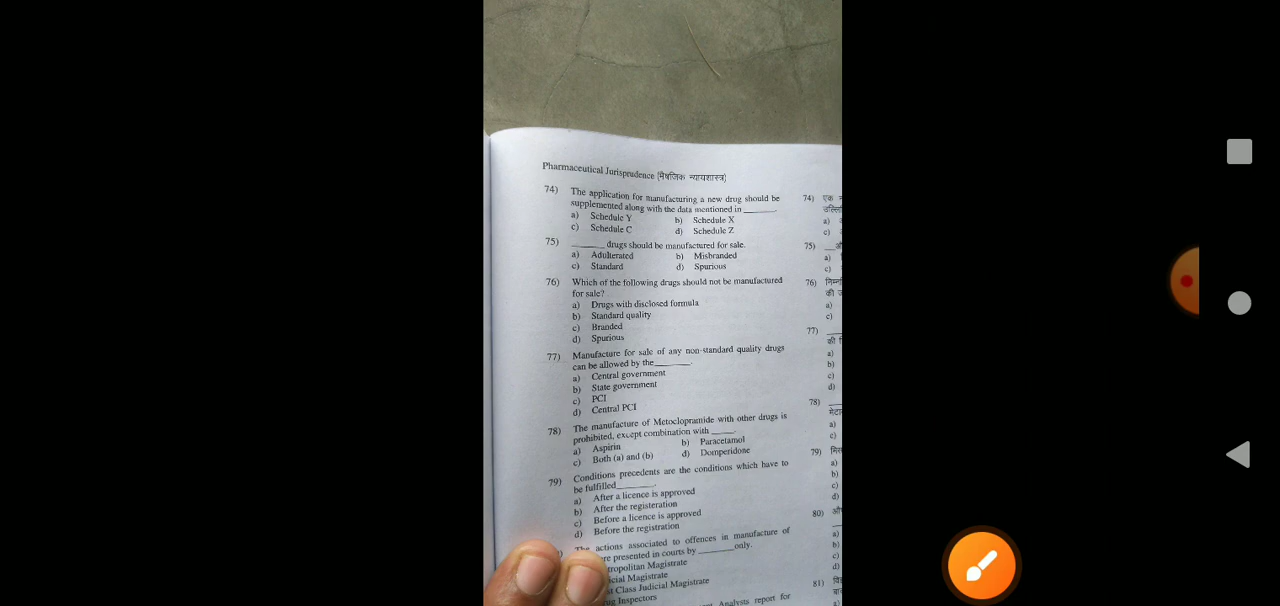 Pharmaceutical Jurisprudence (भैषजिक न्यायशास्त्र)
74) The application for manufacturing a new drug should be
supplemented along with the data mentioned in ______.
a) Schedule Y b) Schedule X
c) Schedule C d) Schedule Z
75) ______ drugs should be manufactured for sale.
a) Adulterated b) Misbranded
c) Standard d) Spurious
76) Which of the following drugs should not be manufactured
for sale?
a) Drugs with disclosed formula
b) Standard quality
c) Branded
d) Spurious
77) Manufacture for sale of any non-standard quality drugs
can be allowed by the______.
a) Central government
b) State government
c) PCI
d) Central PCI
78) The manufacture of Metoclopramide with other drugs is
prohibited, except combination with ____.
a) Aspirin b) Paracetamol
c) Both (a) and (b) d) Domperidone
79) Conditions precedents are the conditions which have to
be fulfilled______.
a) After a licence is approved
b) After the registeration
c) Before a licence is approved
d) Before the registration
The actions associated to offences in manufacture of
presented in courts by ______only.
Magistrate
Magistrate
Class Judicial Magistrate
Inspectors
Analysts report for
74) एक
a)
c)
75)
a)
c)
76)
की
a)
c)
77)
की
a)
b)
c)
d)
78)
a)
c)
79)
a)
b)
c)
d)
80)
a)
b)
c)
d)
81)
a)